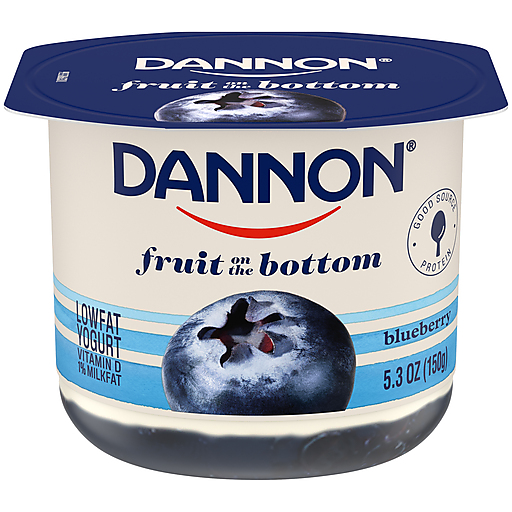 DANNON®
fruit on the bottom
DANNON®
GOOD SOURCE
PROTEIN
fruit on the bottom
LOWFAT
YOGURT
VITAMIN D
1% MILKFAT
blueberry
5.3 OZ (150g)